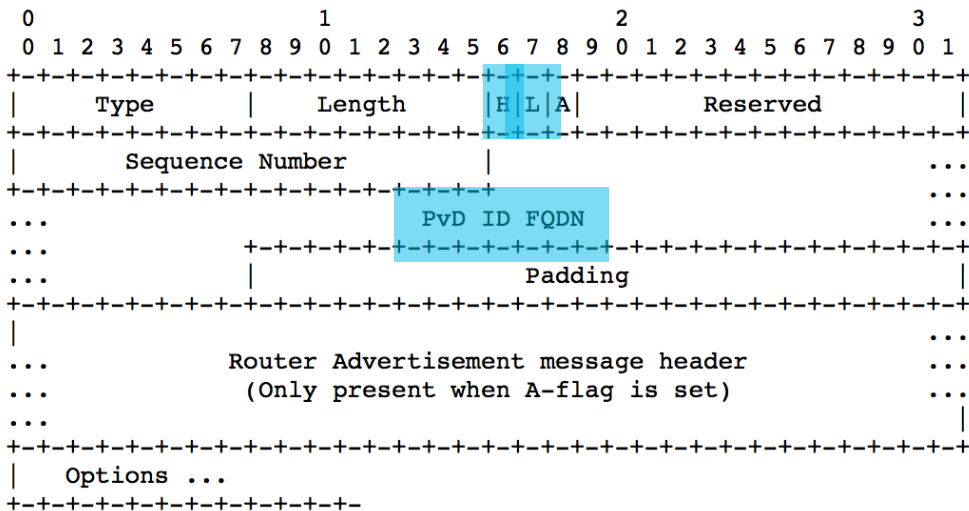 0                   1                   2                   3
0 1 2 3 4 5 6 7 8 9 0 1 2 3 4 5 6 7 8 9 0 1 2 3 4 5 6 7 8 9 0 1
+-+-+-+-+-+-+-+-+-+-+-+-+-+-+-+-+-+-+-+-+-+-+-+-+-+-+-+-+-+-+-+-+
|     Type      |    Length     |H|L|A|        Reserved         |
+-+-+-+-+-+-+-+-+-+-+-+-+-+-+-+-+-+-+-+-+-+-+-+-+-+-+-+-+-+-+-+-+
|       Sequence Number         |                             ...
+-+-+-+-+-+-+-+-+-+-+-+-+-+-+-+-+                             ...
...                         PvD ID FQDN                       ...
...             +-+-+-+-+-+-+-+-+-+-+-+-+-+-+-+-+-+-+-+-+-+-+-+-+
...             |                  Padding                      |
+-+-+-+-+-+-+-+-+-+-+-+-+-+-+-+-+-+-+-+-+-+-+-+-+-+-+-+-+-+-+-+-+
|                                                             ...
...            Router Advertisement message header            ...
...             (Only present when A-flag is set)             ...
...                                                             |
+-+-+-+-+-+-+-+-+-+-+-+-+-+-+-+-+-+-+-+-+-+-+-+-+-+-+-+-+-+-+-+-+
|   Options ...
+-+-+-+-+-+-+-+-+-+-+-+-